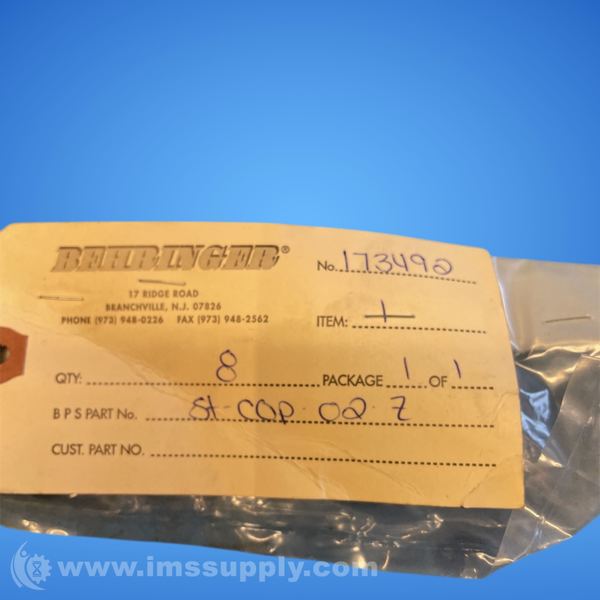 BEHRINGER®
17 RIDGE ROAD
BRANCHVILLE, N.J. 07826
PHONE (973) 948-0226 FAX (973) 948-2562
No. 173492
ITEM: 1
QTY: 8 PACKAGE 1 OF 1
B P S PART No. St-COP-02-Z
CUST. PART NO.
www.imssupply.com